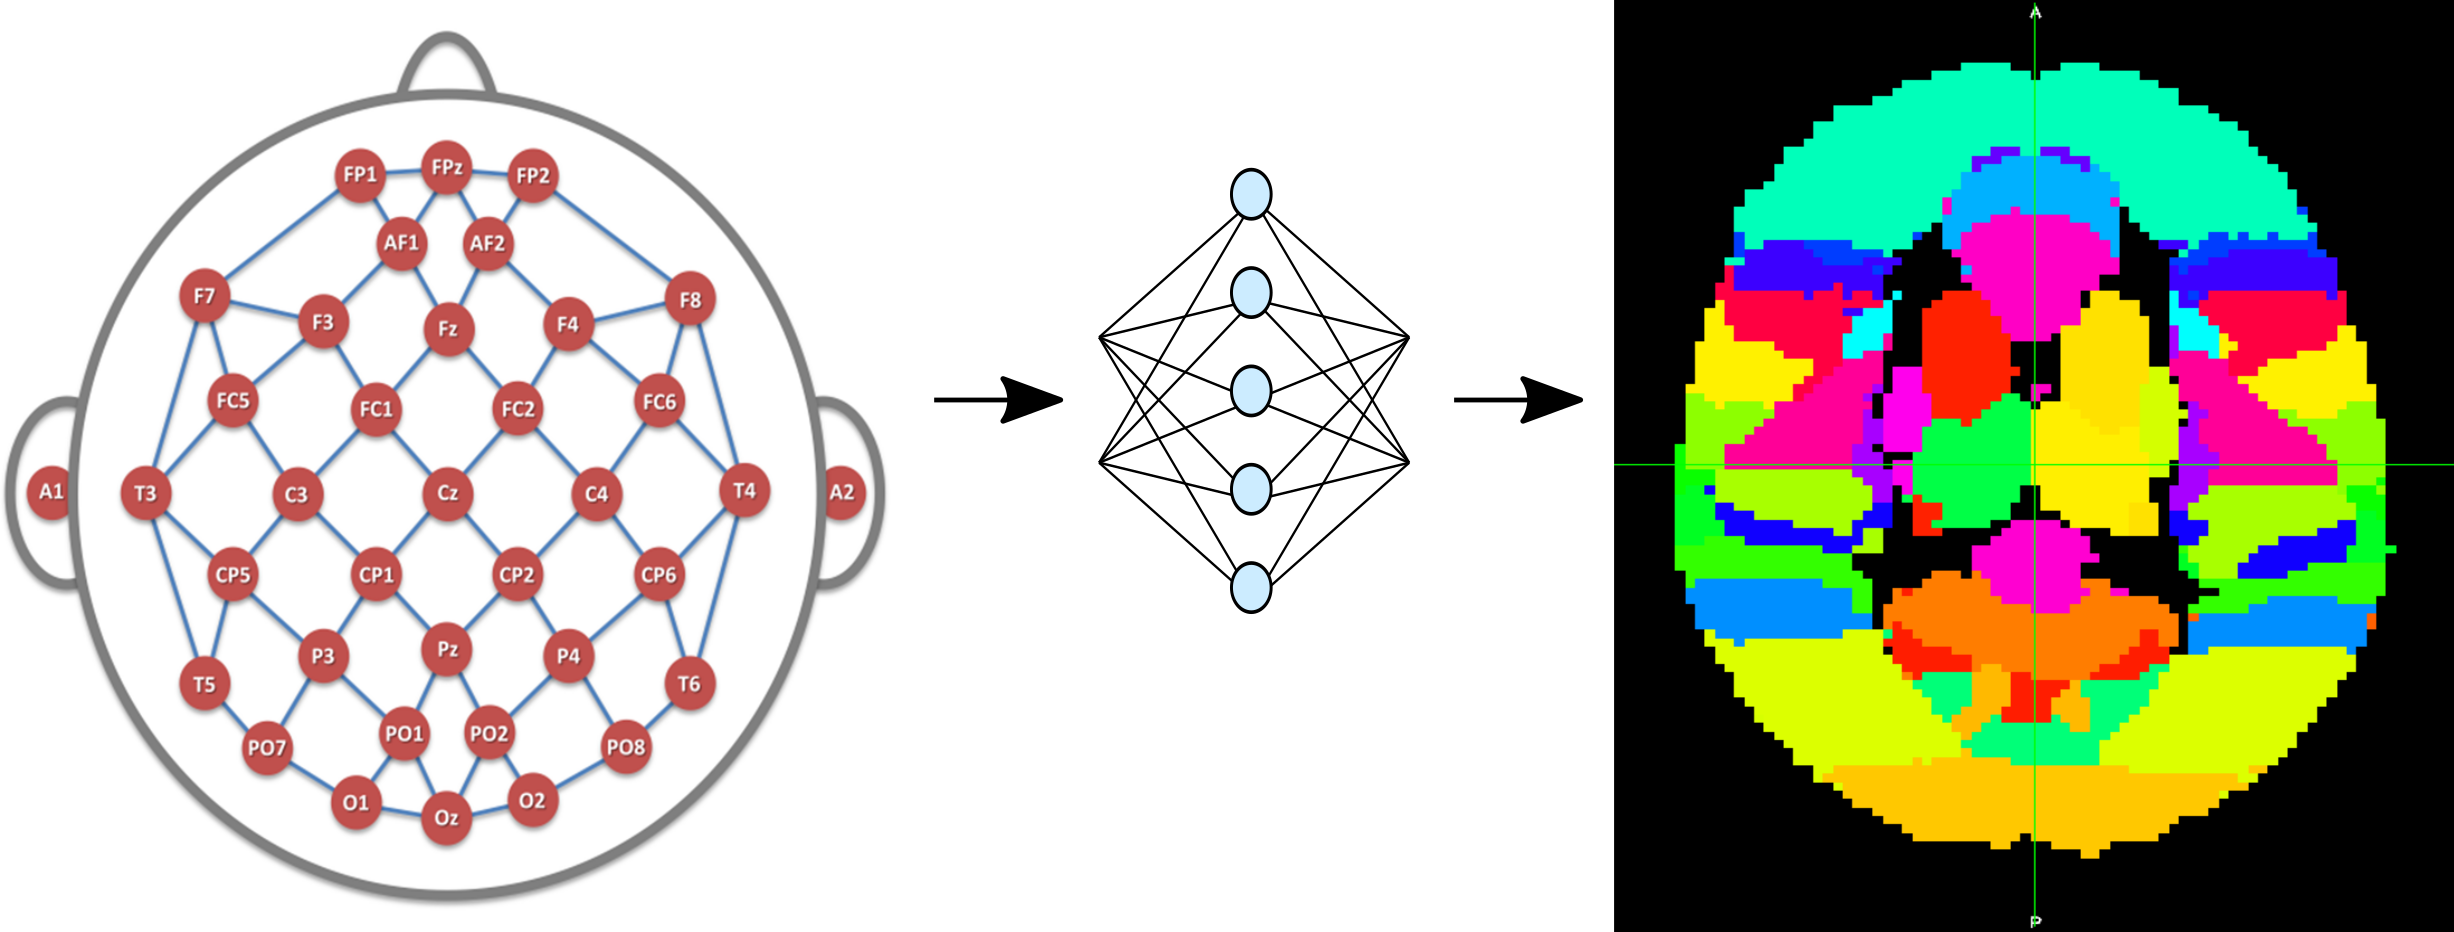 FP1 FPz FP2
AF1 AF2
F7 F3 Fz F4 F8
FC5 FC1 FC2 FC6
A1 T3 C3 Cz C4 T4 A2
CP5 CP1 CP2 CP6
P3 Pz P4
T5 T6
PO7 PO1 PO2 PO8
O1 Oz O2
A
P